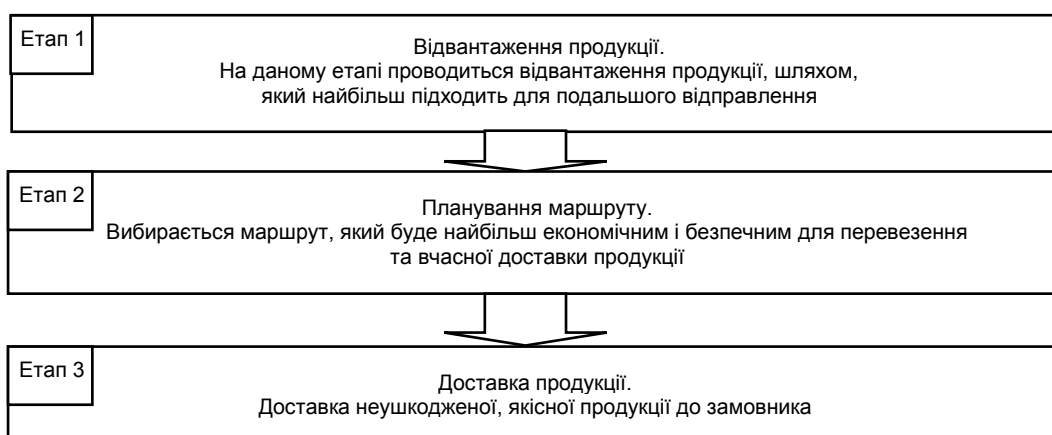 Етап 1
Відвантаження продукції.
На даному етапі проводиться відвантаження продукції, шляхом,
який найбільш підходить для подальшого відправлення
Етап 2
Планування маршруту.
Вибирається маршрут, який буде найбільш економічним і безпечним для перевезення
та вчасної доставки продукції
Етап 3
Доставка продукції.
Доставка неушкодженої, якісної продукції до замовника